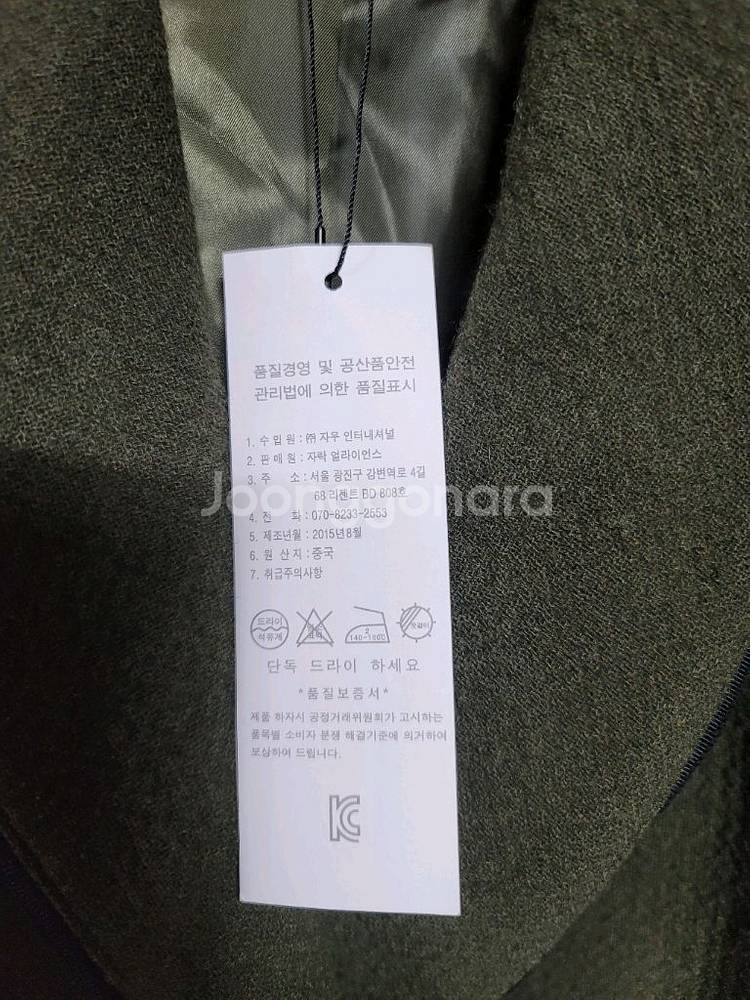 품질경영 및 공산품안전
관리법에 의한 품질표시
1. 수 입 원 : ㈜ 자우 인터내셔널
2. 판 매 원 : 자락 얼라이언스
3. 주 소 : 서울 광진구 강변역로 4길
68 리젠트 BD 808호
Joonggonara
4. 전 화 : 070-8233-2553
5. 제조년월 : 2015년8월
6. 원 산 지 : 중국
7. 취급주의사항
드라이
석유계
2
140~160℃
옷걸이
단독 드라이 하세요
*품질보증서*
제품 하자시 공정거래위원회가 고시하는
품목별 소비자 분쟁 해결기준에 의거하여
보상하여 드립니다.
KC